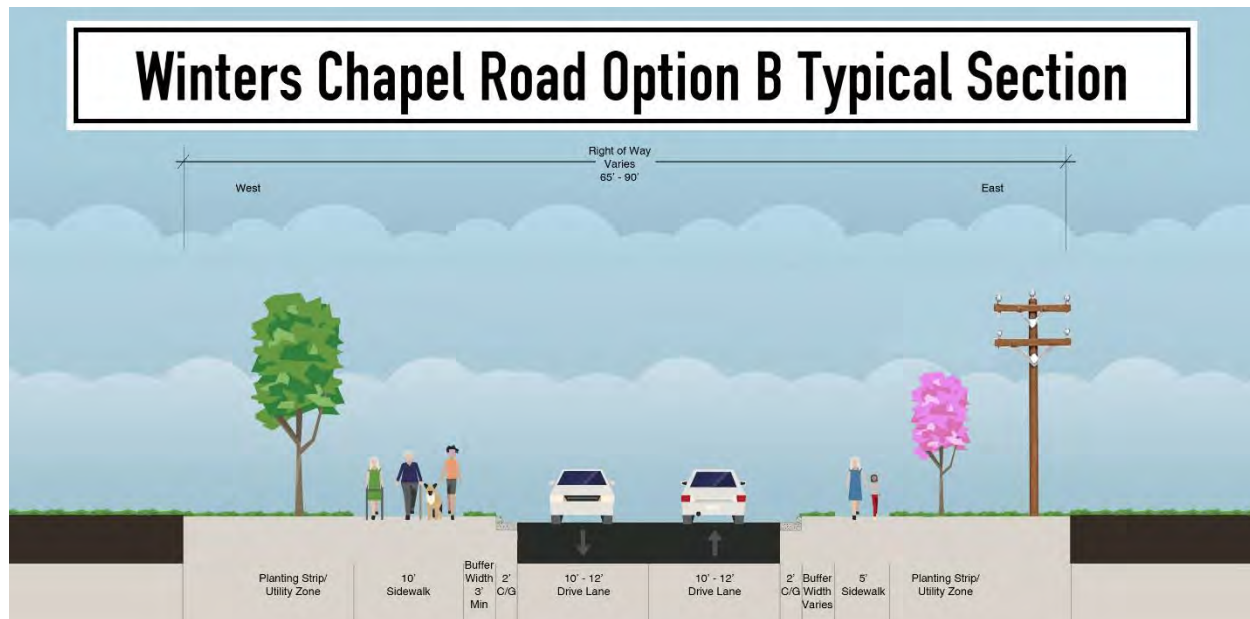 Winters Chapel Road Option B Typical Section
Right of Way
Varies
65' - 90'
West
East
Planting Strip/
Utility Zone
10'
Sidewalk
Buffer
Width
3'
Min
2'
C/G
10' - 12'
Drive Lane
10' - 12'
Drive Lane
2'
C/G
Buffer
Width
Varies
5'
Sidewalk
Planting Strip/
Utility Zone